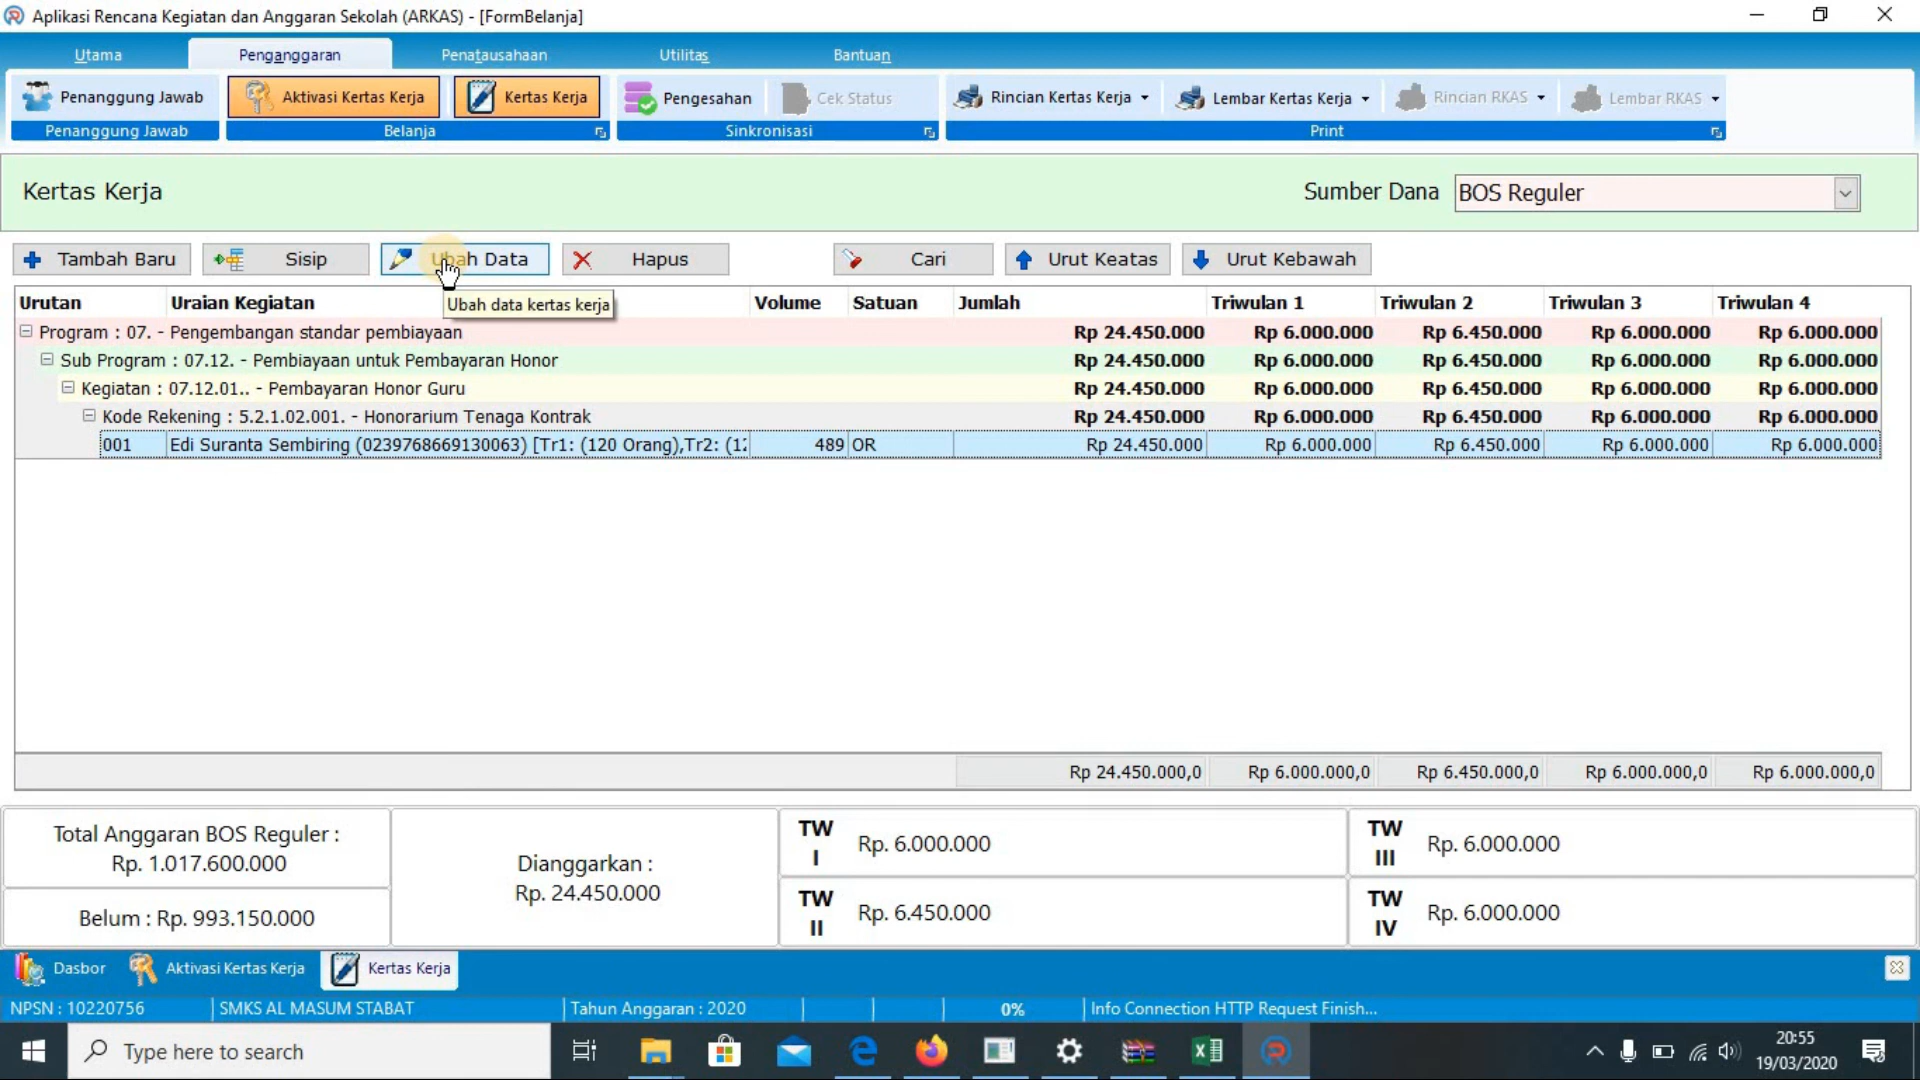 Aplikasi Rencana Kegiatan dan Anggaran Sekolah (ARKAS) - [FormBelanja]
Utama Penganggaran Penatausahaan Utilitas Bantuan
Penanggung Jawab Aktivasi Kertas Kerja Kertas Kerja Pengesahan Cek Status Rincian Kertas Kerja Lembar Kertas Kerja Rincian RKAS Lembar RKAS
Penanggung Jawab Belanja Sinkronisasi Print
Kertas Kerja Sumber Dana BOS Reguler
Tambah Baru Sisip Ubah Data Hapus Cari Urut Keatas Urut Kebawah
Ubah data kertas kerja
Urutan Uraian Kegiatan Volume Satuan Jumlah Triwulan 1 Triwulan 2 Triwulan 3 Triwulan 4
Program : 07. - Pengembangan standar pembiayaan Rp 24.450.000 Rp 6.000.000 Rp 6.450.000 Rp 6.000.000 Rp 6.000.000
Sub Program : 07.12. - Pembiayaan untuk Pembayaran Honor Rp 24.450.000 Rp 6.000.000 Rp 6.450.000 Rp 6.000.000 Rp 6.000.000
Kegiatan : 07.12.01.. - Pembayaran Honor Guru Rp 24.450.000 Rp 6.000.000 Rp 6.450.000 Rp 6.000.000 Rp 6.000.000
Kode Rekening : 5.2.1.02.001. - Honorarium Tenaga Kontrak Rp 24.450.000 Rp 6.000.000 Rp 6.450.000 Rp 6.000.000 Rp 6.000.000
001 Edi Suranta Sembiring (0239768669130063) [Tr1: (120 Orang),Tr2: (12 489 OR Rp 24.450.000 Rp 6.000.000 Rp 6.450.000 Rp 6.000.000 Rp 6.000.000
Rp 24.450.000,0 Rp 6.000.000,0 Rp 6.450.000,0 Rp 6.000.000,0 Rp 6.000.000,0
Total Anggaran BOS Reguler :
Rp. 1.017.600.000
Belum : Rp. 993.150.000
Dianggarkan :
Rp. 24.450.000
TW I Rp. 6.000.000
TW II Rp. 6.450.000
TW III Rp. 6.000.000
TW IV Rp. 6.000.000
Dasbor Aktivasi Kertas Kerja Kertas Kerja
NPSN : 10220756 SMKS AL MASUM STABAT Tahun Anggaran : 2020 0% Info Connection HTTP Request Finish...
Type here to search
20:55
19/03/2020